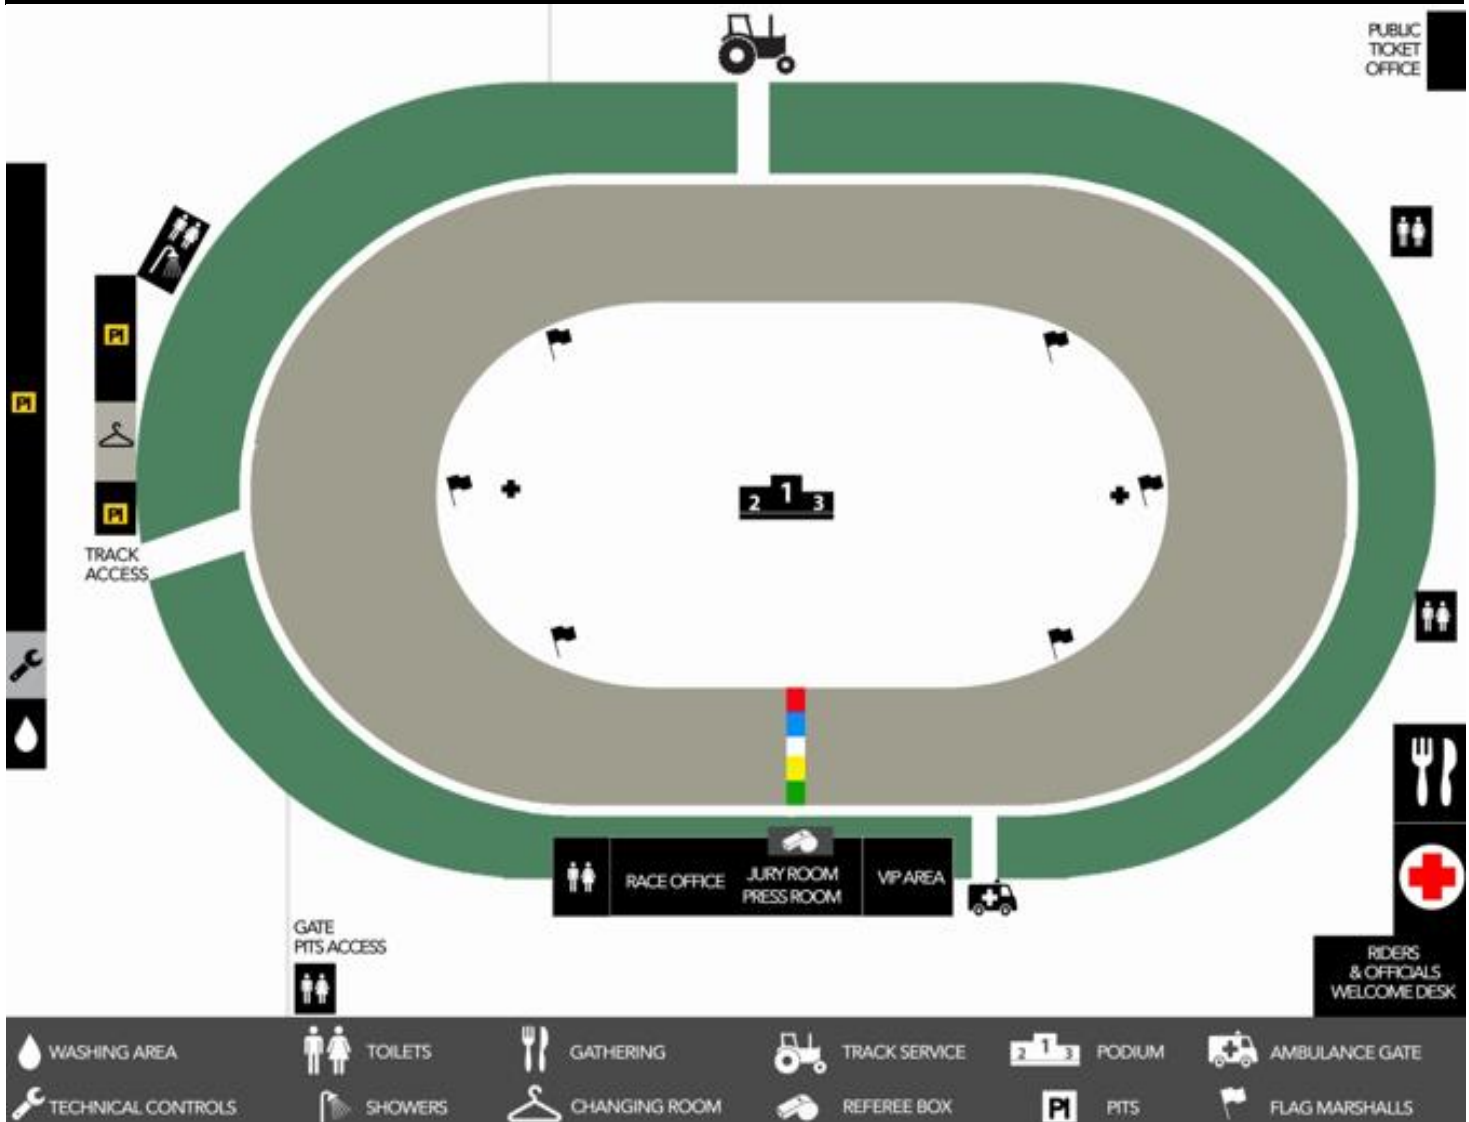 PUBLIC
TICKET
OFFICE
PI
PI
PI
TRACK
ACCESS
1
2 3
RACE OFFICE
JURY ROOM
PRESS ROOM
VIP AREA
GATE
PITS ACCESS
RIDERS
& OFFICIALS
WELCOME DESK
WASHING AREA
TOILETS
GATHERING
TRACK SERVICE
2 1 3
PODIUM
AMBULANCE GATE
TECHNICAL CONTROLS
SHOWERS
CHANGING ROOM
REFEREE BOX
PI
PITS
FLAG MARSHALLS